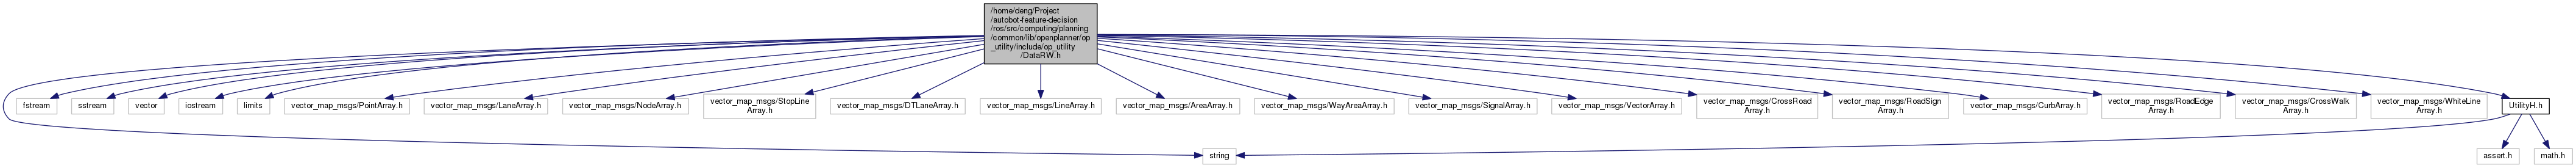 /home/deng/Project
/autobot-feature-decision
/ros/src/computing/planning
/common/lib/openplanner/op
_utility/include/op_utility
/DataRW.h
fstream
sstream
vector
iostream
limits
vector_map_msgs/PointArray.h
vector_map_msgs/LaneArray.h
vector_map_msgs/NodeArray.h
vector_map_msgs/StopLine
Array.h
vector_map_msgs/DTLaneArray.h
vector_map_msgs/LineArray.h
vector_map_msgs/AreaArray.h
vector_map_msgs/WayAreaArray.h
vector_map_msgs/SignalArray.h
vector_map_msgs/VectorArray.h
vector_map_msgs/CrossRoad
Array.h
vector_map_msgs/RoadSign
Array.h
vector_map_msgs/CurbArray.h
vector_map_msgs/RoadEdge
Array.h
vector_map_msgs/CrossWalk
Array.h
vector_map_msgs/WhiteLine
Array.h
UtilityH.h
string
assert.h
math.h